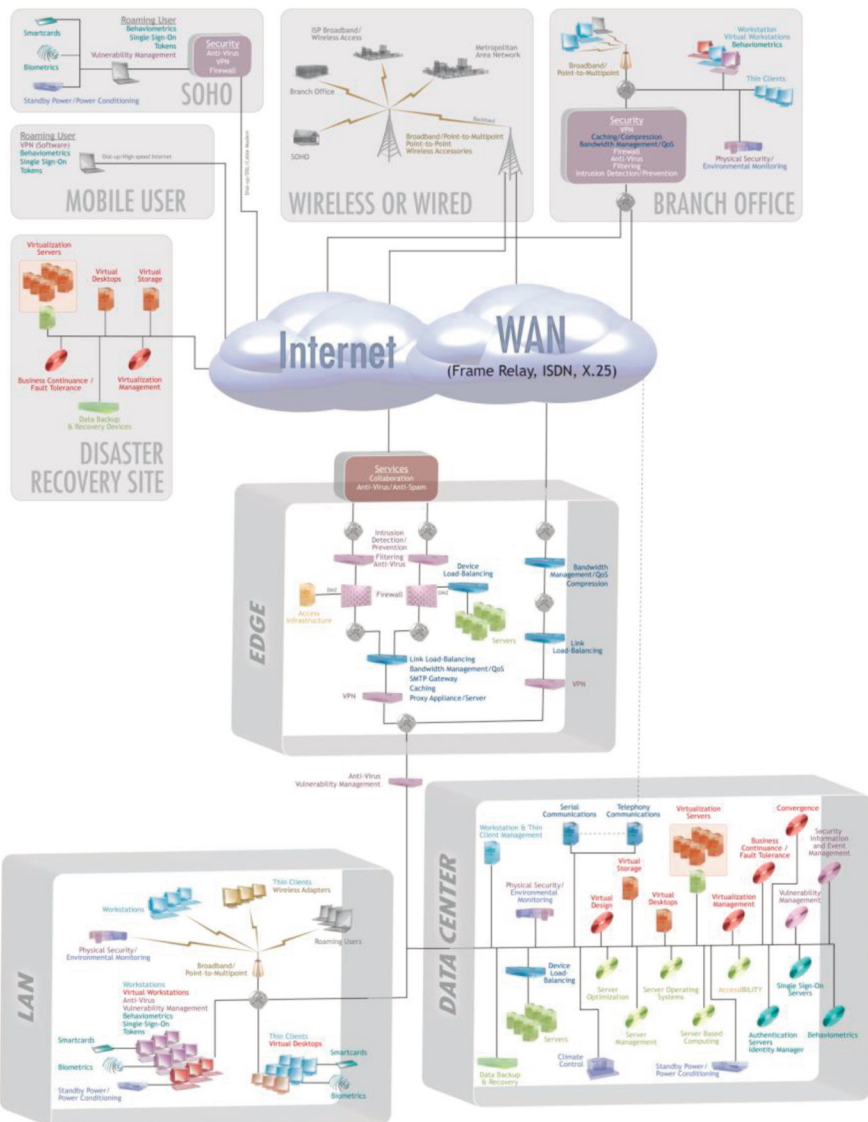 Smartcards
Biometrics
Standby Power/Power Conditioning
Roaming User
Behaviometrics
Single Sign-On
Tokens
Vulnerability Management
Security
Anti-Virus
VPN
Firewall
SOHO
Dial-up/DSL/Cable Modem
Roaming User
VPN (Software)
Behaviometrics
Single Sign-On
Tokens
Dial-up/High speed Internet
MOBILE USER
ISP Broadband/
Wireless Access
Metropolitan
Area Network
Branch Office
Backhaul
SOHO
Broadband/Point-to-Multipoint
Point-to-Point
Wireless Accessories
WIRELESS OR WIRED
Workstation
Virtual Workstations
Behaviometrics
Broadband/
Point-to-Multipoint
Thin Clients
Security
VPN
Caching/Compression
Bandwidth Management/QoS
Firewall
Anti-Virus
Filtering
Intrusion Detection/Prevention
Physical Security/
Environmental Monitoring
BRANCH OFFICE
Virtualization
Servers
Virtual
Desktops
Virtual
Storage
Business Continuance /
Fault Tolerance
Virtualization
Management
Data Backup
& Recovery Devices
DISASTER
RECOVERY SITE
Internet
WAN
(Frame Relay, ISDN, X.25)
Services
Collaboration
Anti-Virus/Anti-Spam
Intrusion
Detection/
Prevention
Filtering
Anti-Virus
Device
Load-Balancing
Bandwidth
Management/QoS
Compression
DMZ
Firewall
DMZ
Access
Infrastructure
Servers
Link
Load-Balancing
Link Load-Balancing
Bandwidth Management/QoS
SMTP Gateway
Caching
Proxy Appliance/Server
VPN
VPN
EDGE
Anti-Virus
Vulnerability Management
Serial
Communications
Telephony
Communications
Virtualization
Servers
Convergence
Workstation & Thin
Client Management
Business
Continuance /
Fault Tolerance
Security
Information
and Event
Management
Virtual
Storage
Physical Security/
Environmental
Monitoring
Virtual
Design
Virtual
Desktops
Virtualization
Management
Vulnerability
Management
Device
Load-
Balancing
Server
Optimization
Server Operating
Systems
AccessIBILITY
Single Sign-On
Servers
Servers
Server
Management
Server Based
Computing
Authentication
Servers
Identity Manager
Behaviometrics
Data Backup
& Recovery
Climate
Control
Standby Power/
Power Conditioning
DATA CENTER
Workstations
Thin Clients
Wireless Adapters
Physical Security/
Environmental Monitoring
Roaming Users
Broadband/
Point-to-Multipoint
Workstations
Virtual Workstations
Anti-Virus
Vulnerability Management
Behaviometrics
Single Sign-On
Tokens
Smartcards
Biometrics
Standby Power/
Power Conditioning
Thin Clients
Virtual Desktops
Smartcards
Biometrics
LAN